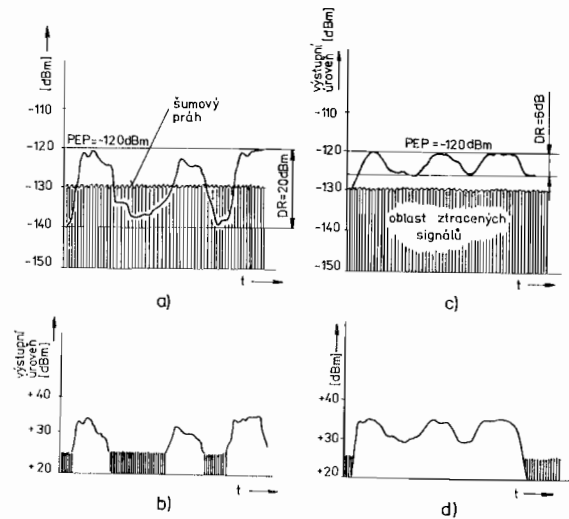 [dBm]
-110
-120
-130
-140
-150
PEP=-120dBm
šumový
práh
DR=20dBm
t
a)
výstupní
úroveň
[dBm]
-110
-120
-130
-140
-150
PEP=-120dBm
DR=6dB
oblast ztracených
signálů
t
c)
výstupní
úroveň
[dBm]
+40
+30
+20
t
b)
[dBm]
+40
+30
+20
t
d)